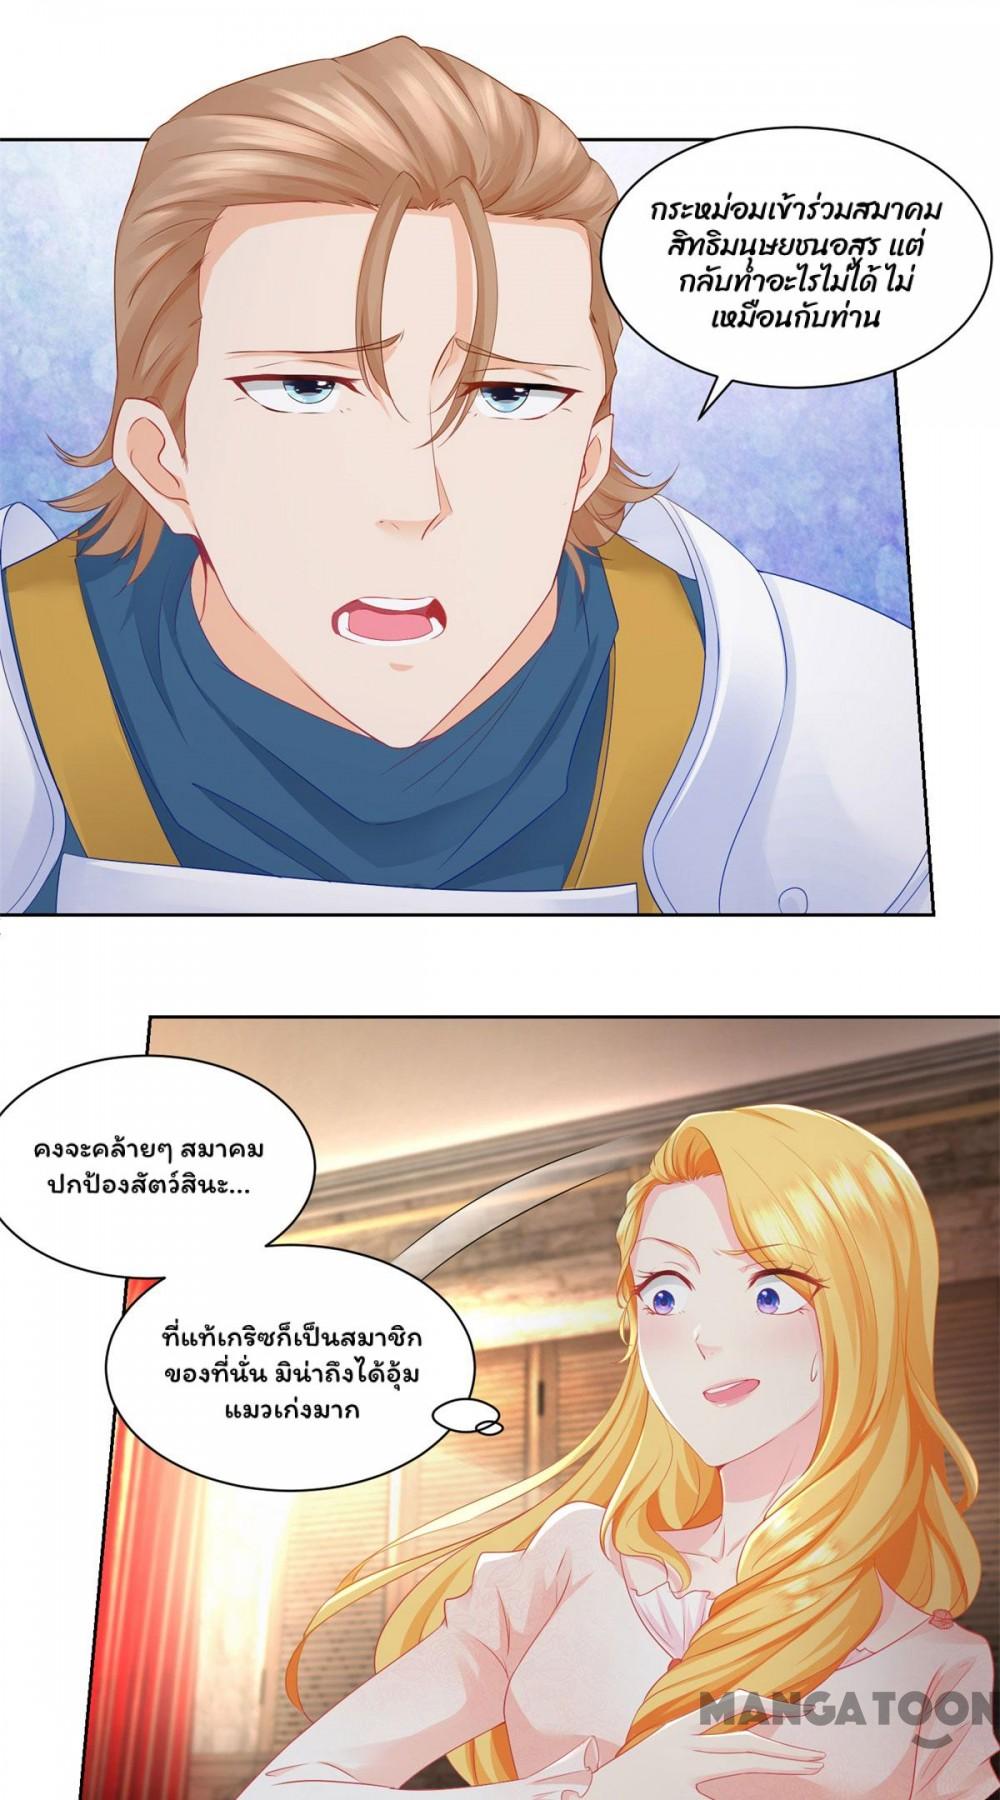 กระหม่อมเข้าร่วมสมาคม
สิทธิมนุษยชนอสูร แต่
กลับทำอะไรไม่ได้ ไม่
เหมือนกับท่าน
คงจะคล้ายๆ สมาคม
ปกป้องสัตว์สินะ...
ที่แท้เกริซก็เป็นสมาชิก
ของที่นั่น มิน่าถึงได้อุ้ม
แมวเก่งมาก
MANGATOON